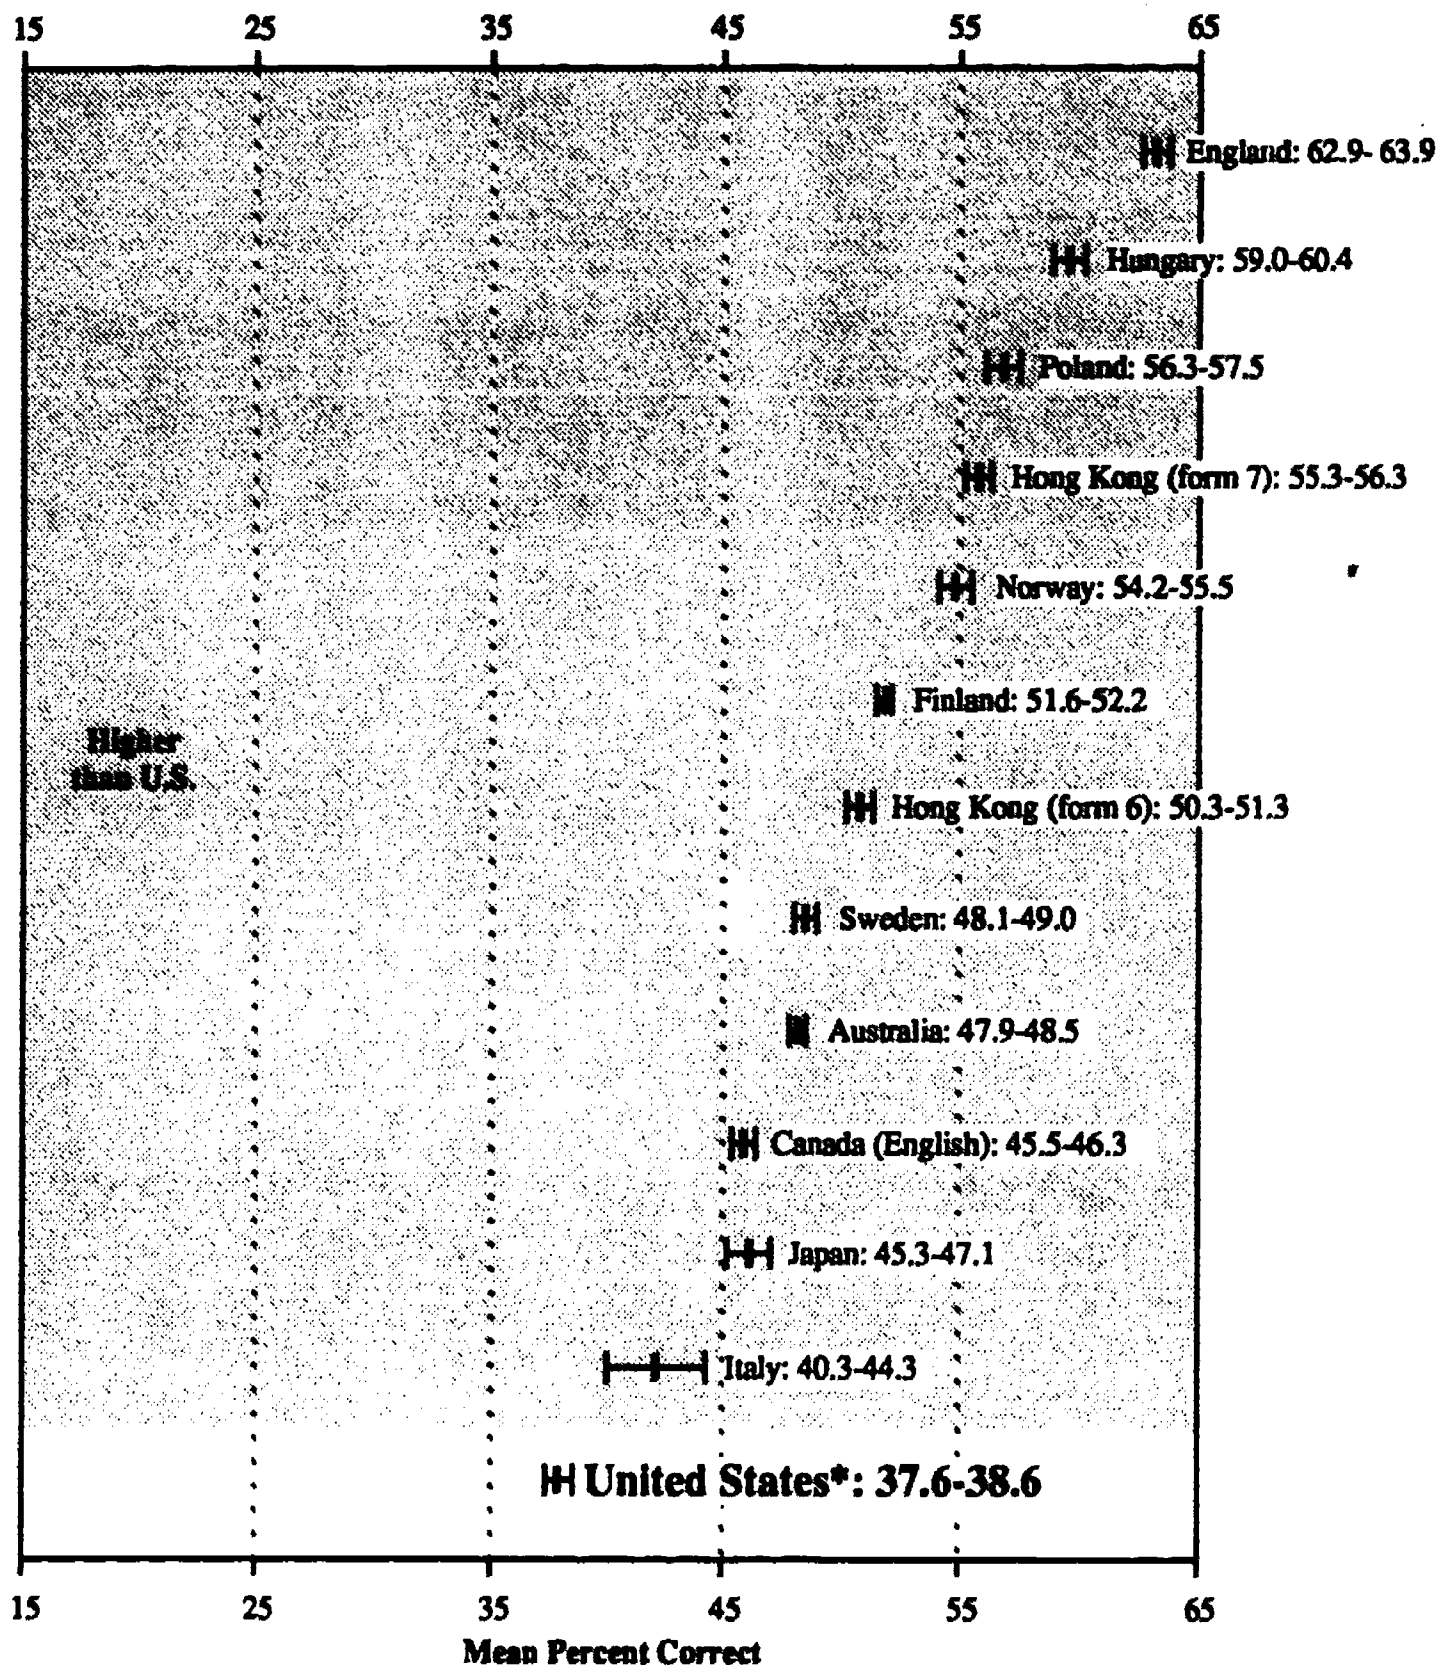 15 25 35 45 55 65
England: 62.9- 63.9
Hungary: 59.0-60.4
Poland: 56.3-57.5
Hong Kong (form 7): 55.3-56.3
Norway: 54.2-55.5
Finland: 51.6-52.2
Higher
than U.S.
Hong Kong (form 6): 50.3-51.3
Sweden: 48.1-49.0
Australia: 47.9-48.5
Canada (English): 45.5-46.3
Japan: 45.3-47.1
Italy: 40.3-44.3
United States*: 37.6-38.6
15 25 35 45 55 65
Mean Percent Correct